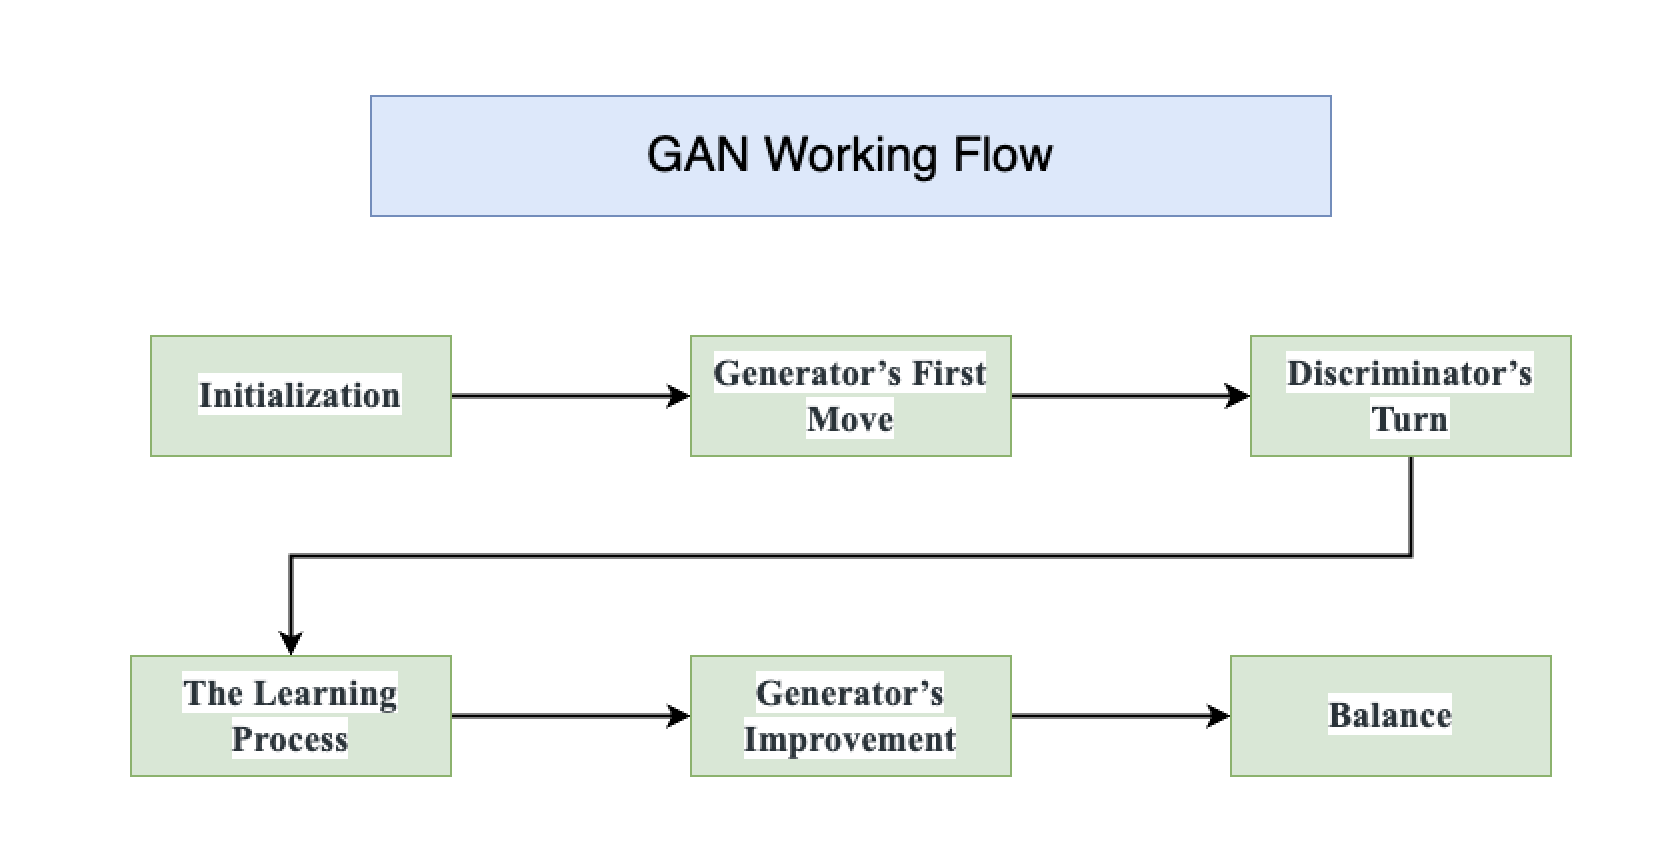 GAN Working Flow
Initialization
Generator’s First
Move
Discriminator’s
Turn
The Learning
Process
Generator’s
Improvement
Balance